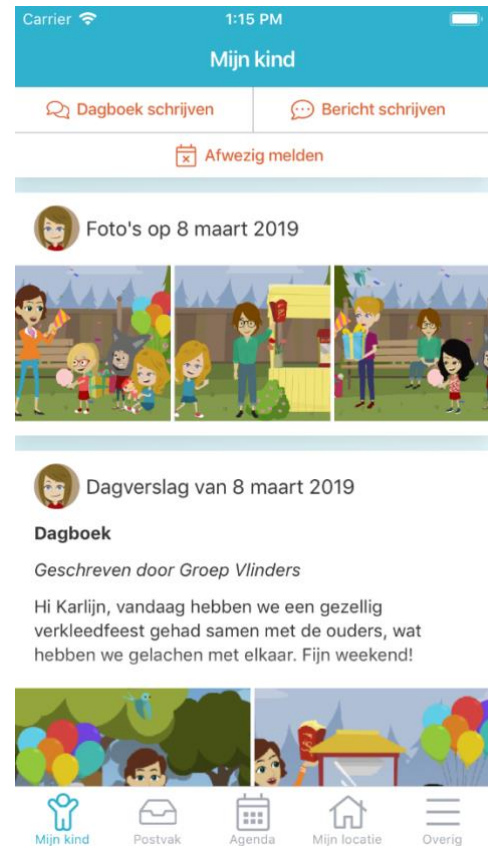 Carrier 1:15 PM
Mijn kind
Dagboek schrijven
Bericht schrijven
Afwezig melden
Foto's op 8 maart 2019
Dagverslag van 8 maart 2019
Dagboek
Geschreven door Groep Vlinders
Hi Karlijn, vandaag hebben we een gezellig
verkleedfeest gehad samen met de ouders, wat
hebben we gelachen met elkaar. Fijn weekend!
Mijn kind
Postvak
Agenda
Mijn locatie
Overig